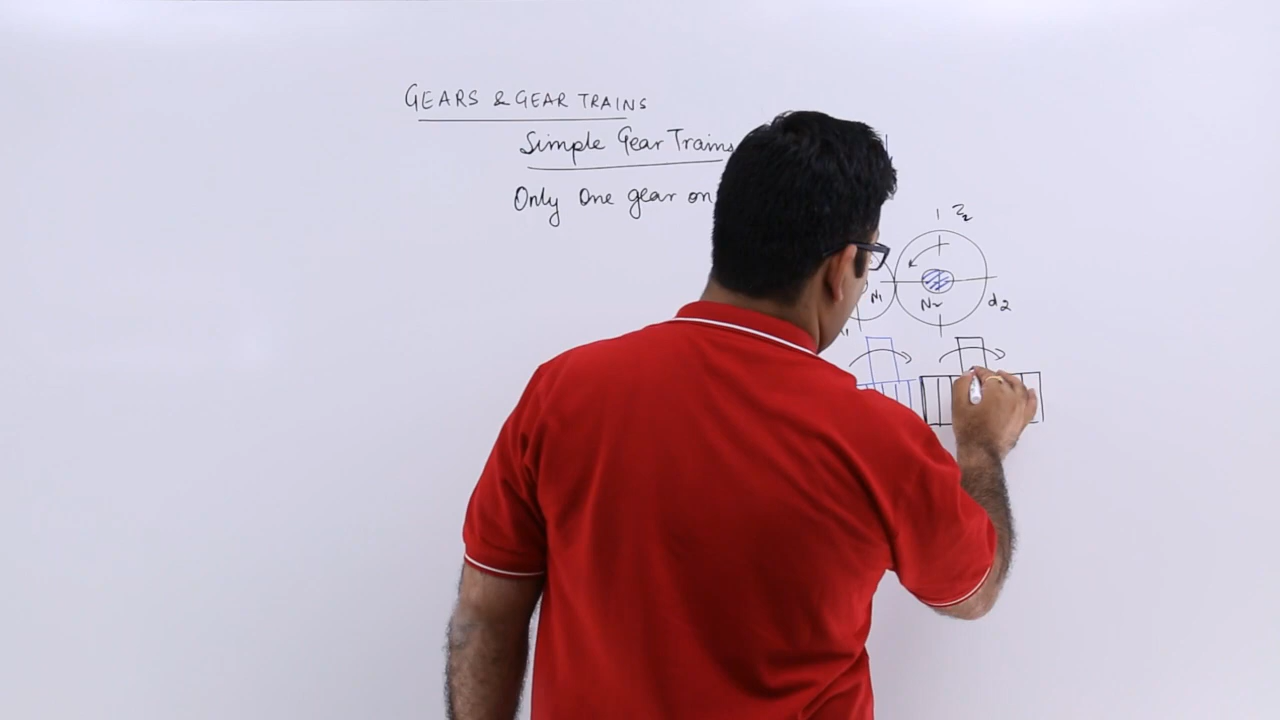 GEARS & GEAR TRAINS
Simple Gear Trains
Only One gear on
Z2
N1 N2 d2